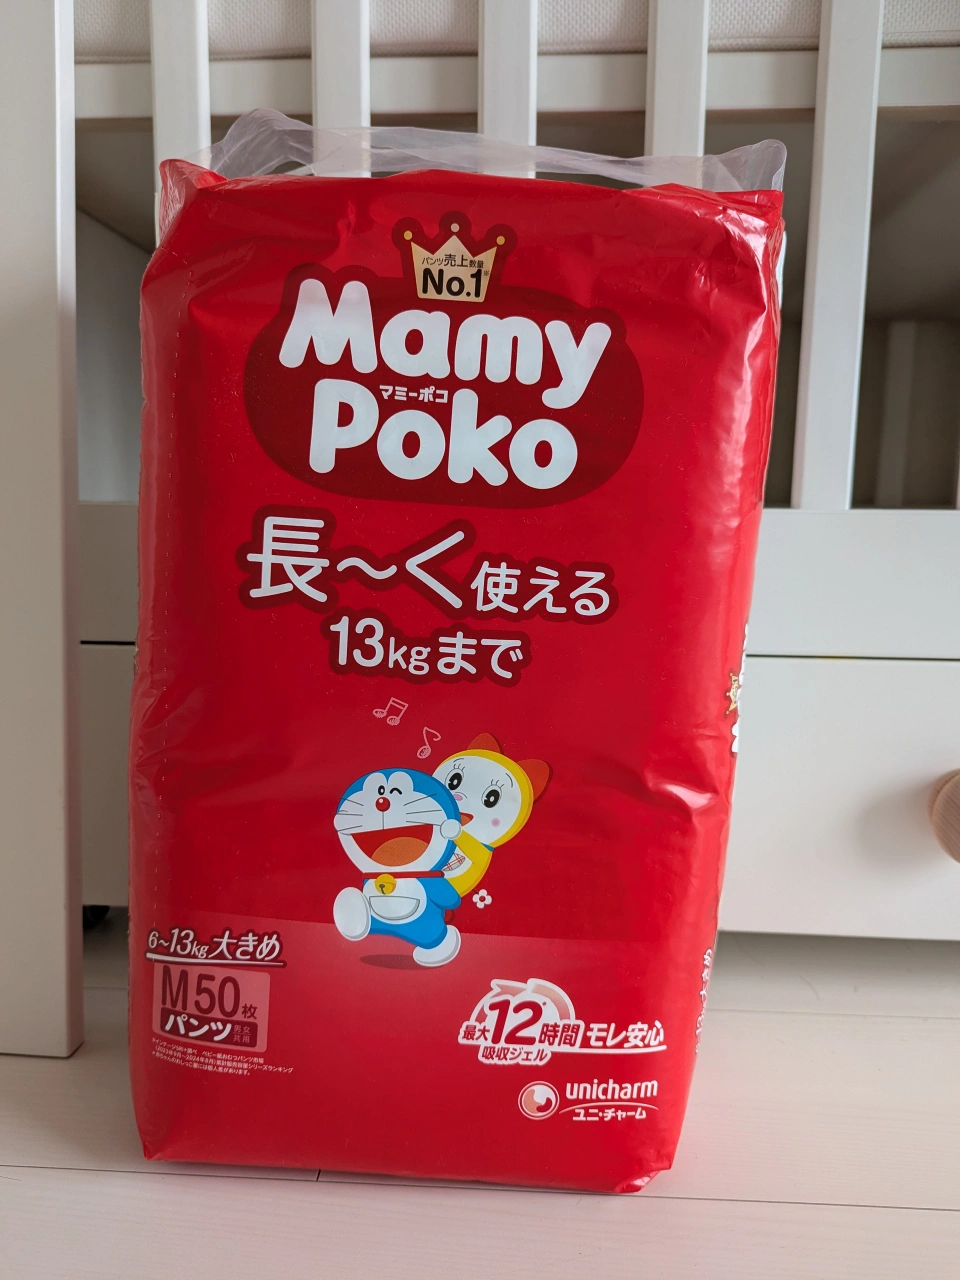 パンツ売上数量
No.1※
Mamy
マミーポコ
Poko
長〜く使える
13kgまで
6~13kg大きめ
M50枚
パンツ 男女共用
最大12時間 モレ安心
吸収ジェル
unicharm
ユニ・チャーム